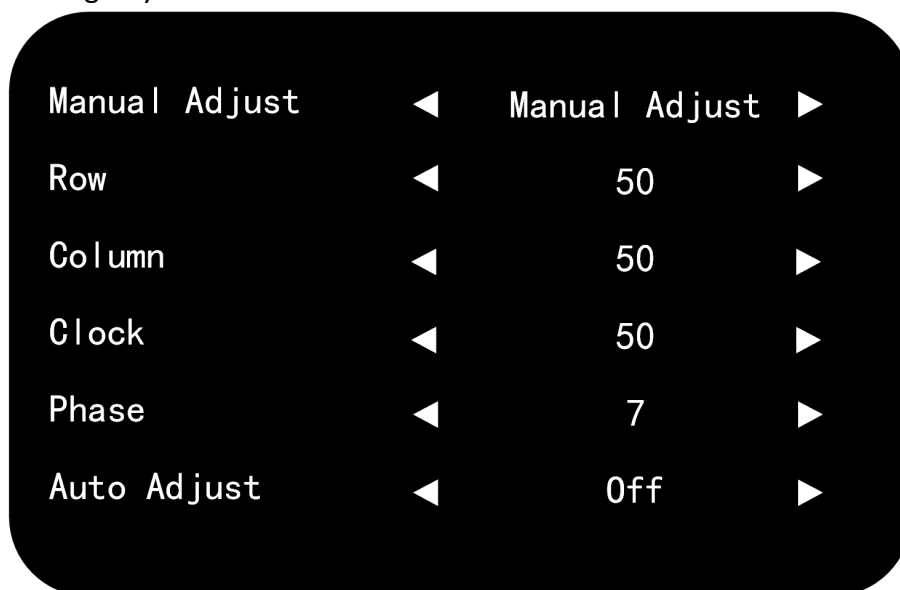 Manual Adjust ◀ Manual Adjust ▶
Row ◀ 50 ▶
Column ◀ 50 ▶
Clock ◀ 50 ▶
Phase ◀ 7 ▶
Auto Adjust ◀ Off ▶